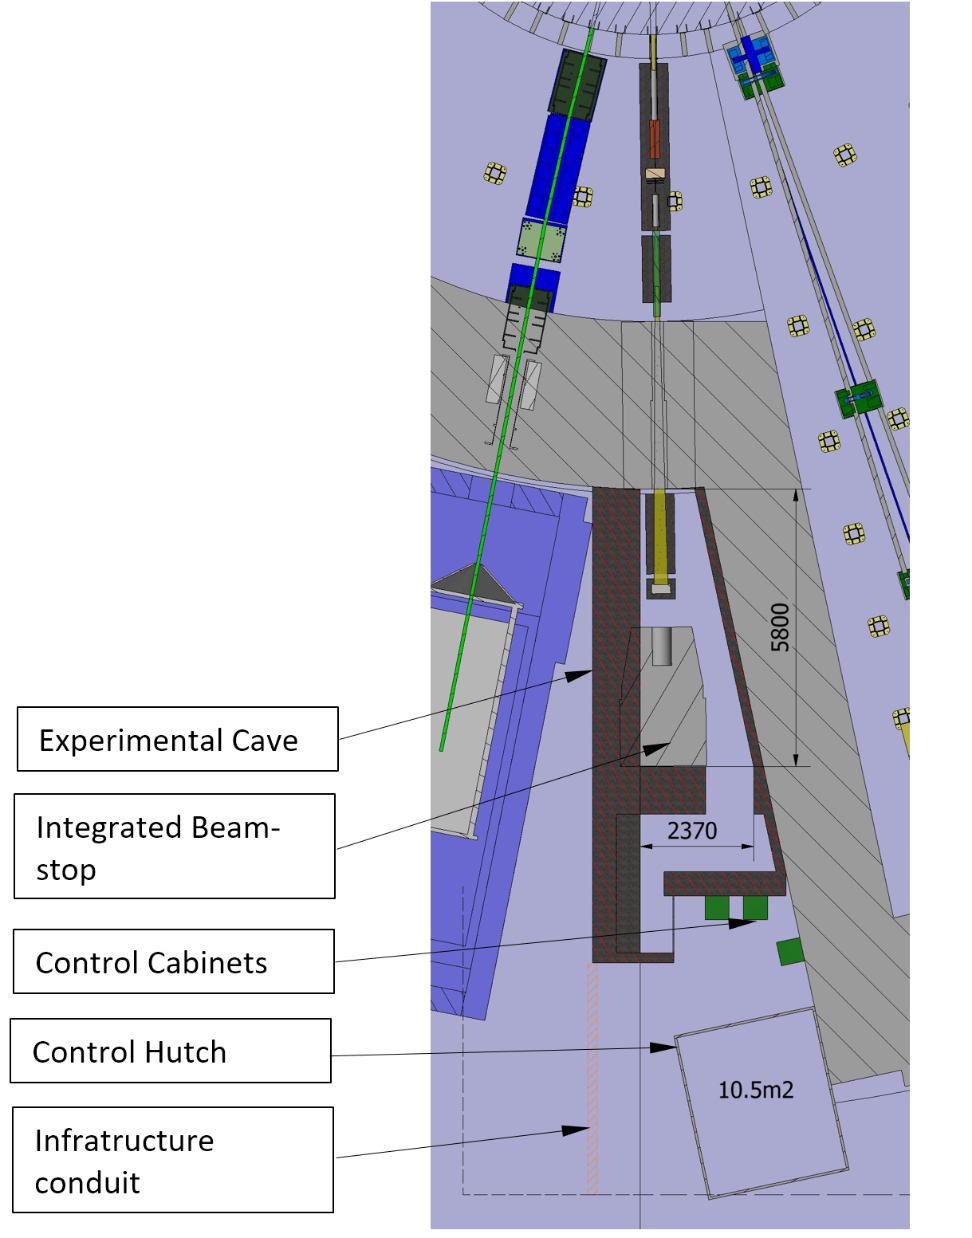 Experimental Cave
Integrated Beam-
stop
Control Cabinets
Control Hutch
Infratructure
conduit
5800
2370
10.5m2